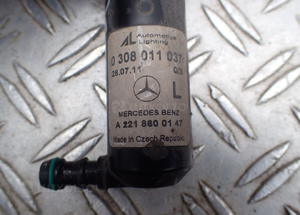 AL Automotive
Lighting
0 308 011 037
28.07.11
L
MERCEDES BENZ
A 221 860 01 47
Made in Czech Republic